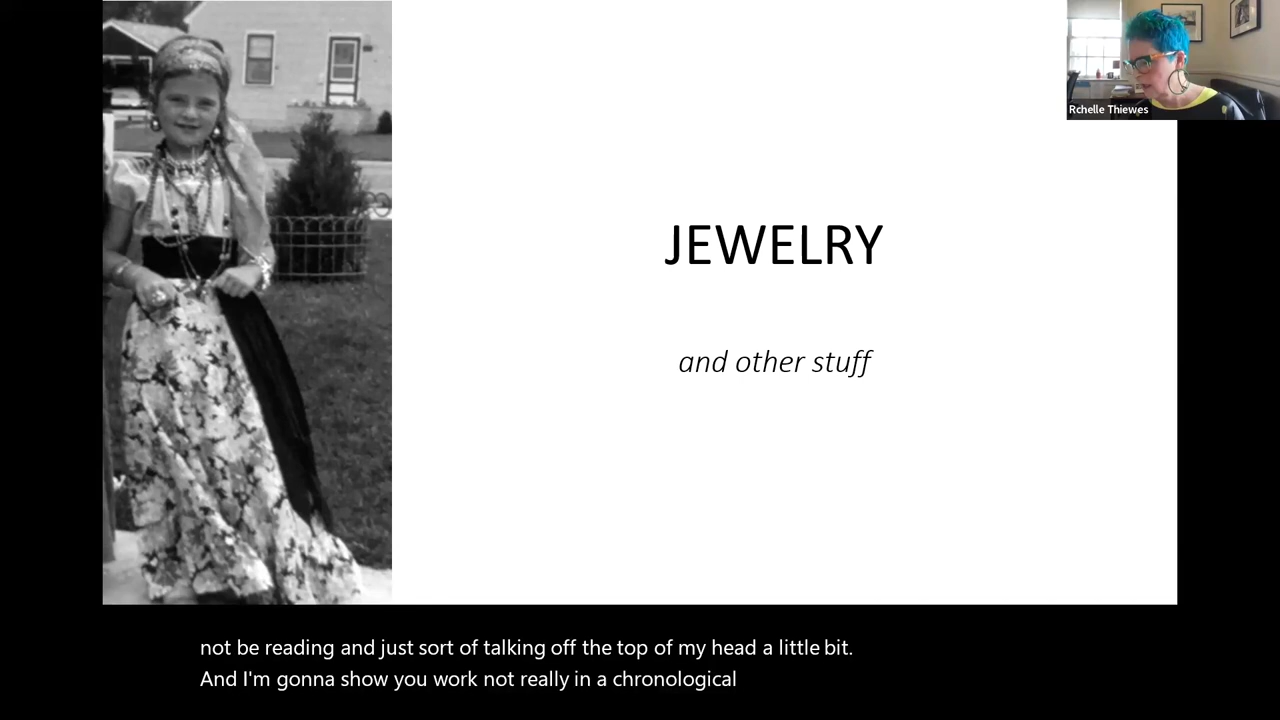 Rchelle Thiewes
JEWELRY
and other stuff
not be reading and just sort of talking off the top of my head a little bit.
And I'm gonna show you work not really in a chronological